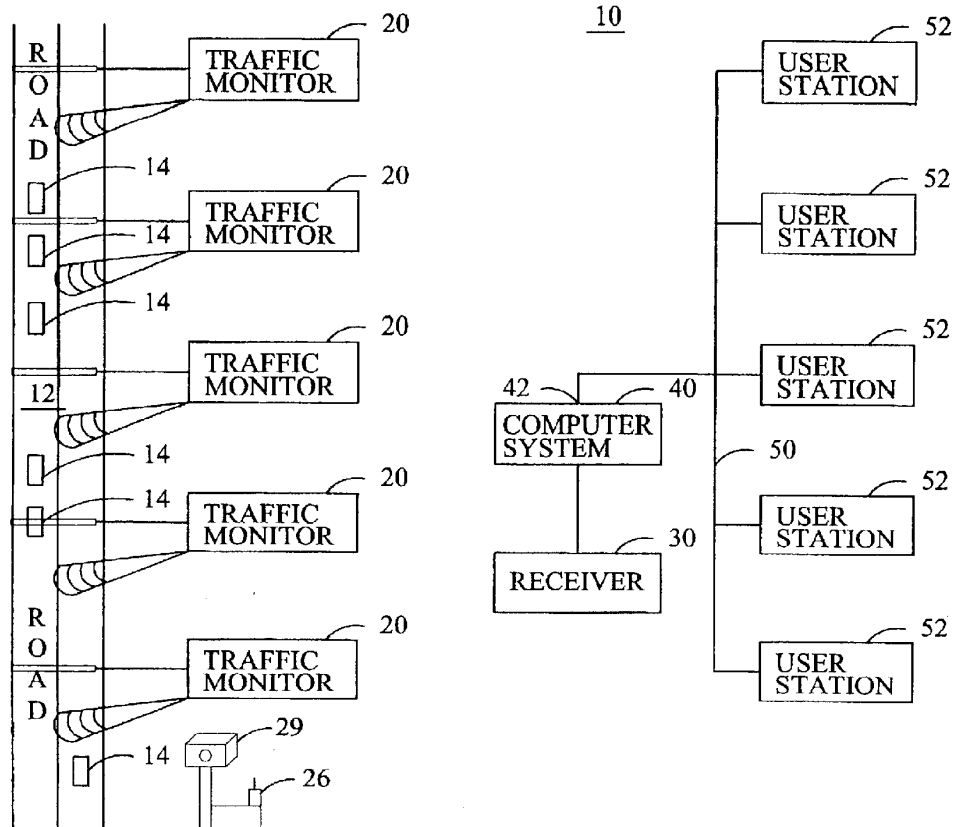 10
R
O
A
D
20
TRAFFIC
MONITOR
14
20
TRAFFIC
MONITOR
14
14
20
TRAFFIC
MONITOR
12
14
20
TRAFFIC
MONITOR
14
R
O
A
D
20
TRAFFIC
MONITOR
14
29
26
42
40
COMPUTER
SYSTEM
30
RECEIVER
50
52
USER
STATION
52
USER
STATION
52
USER
STATION
52
USER
STATION
52
USER
STATION